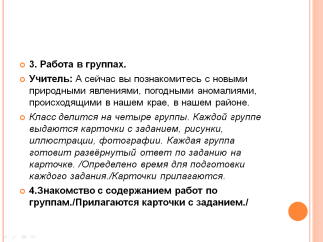 3. Работа в группах.
Учитель: А сейчас вы познакомитесь с новыми
природными явлениями, погодными аномалиями,
происходящими в нашем крае, в нашем районе.
Класс делится на четыре группы. Каждой группе
выдаются карточки с заданием, рисунки,
иллюстрации, фотографии. Каждая группа
готовит развёрнутый ответ по заданию на
карточке. /Определено время для подготовки
каждого задания./Карточки прилагаются.
4.Знакомство с содержанием работ по
группам./Прилагаются карточки с заданием./